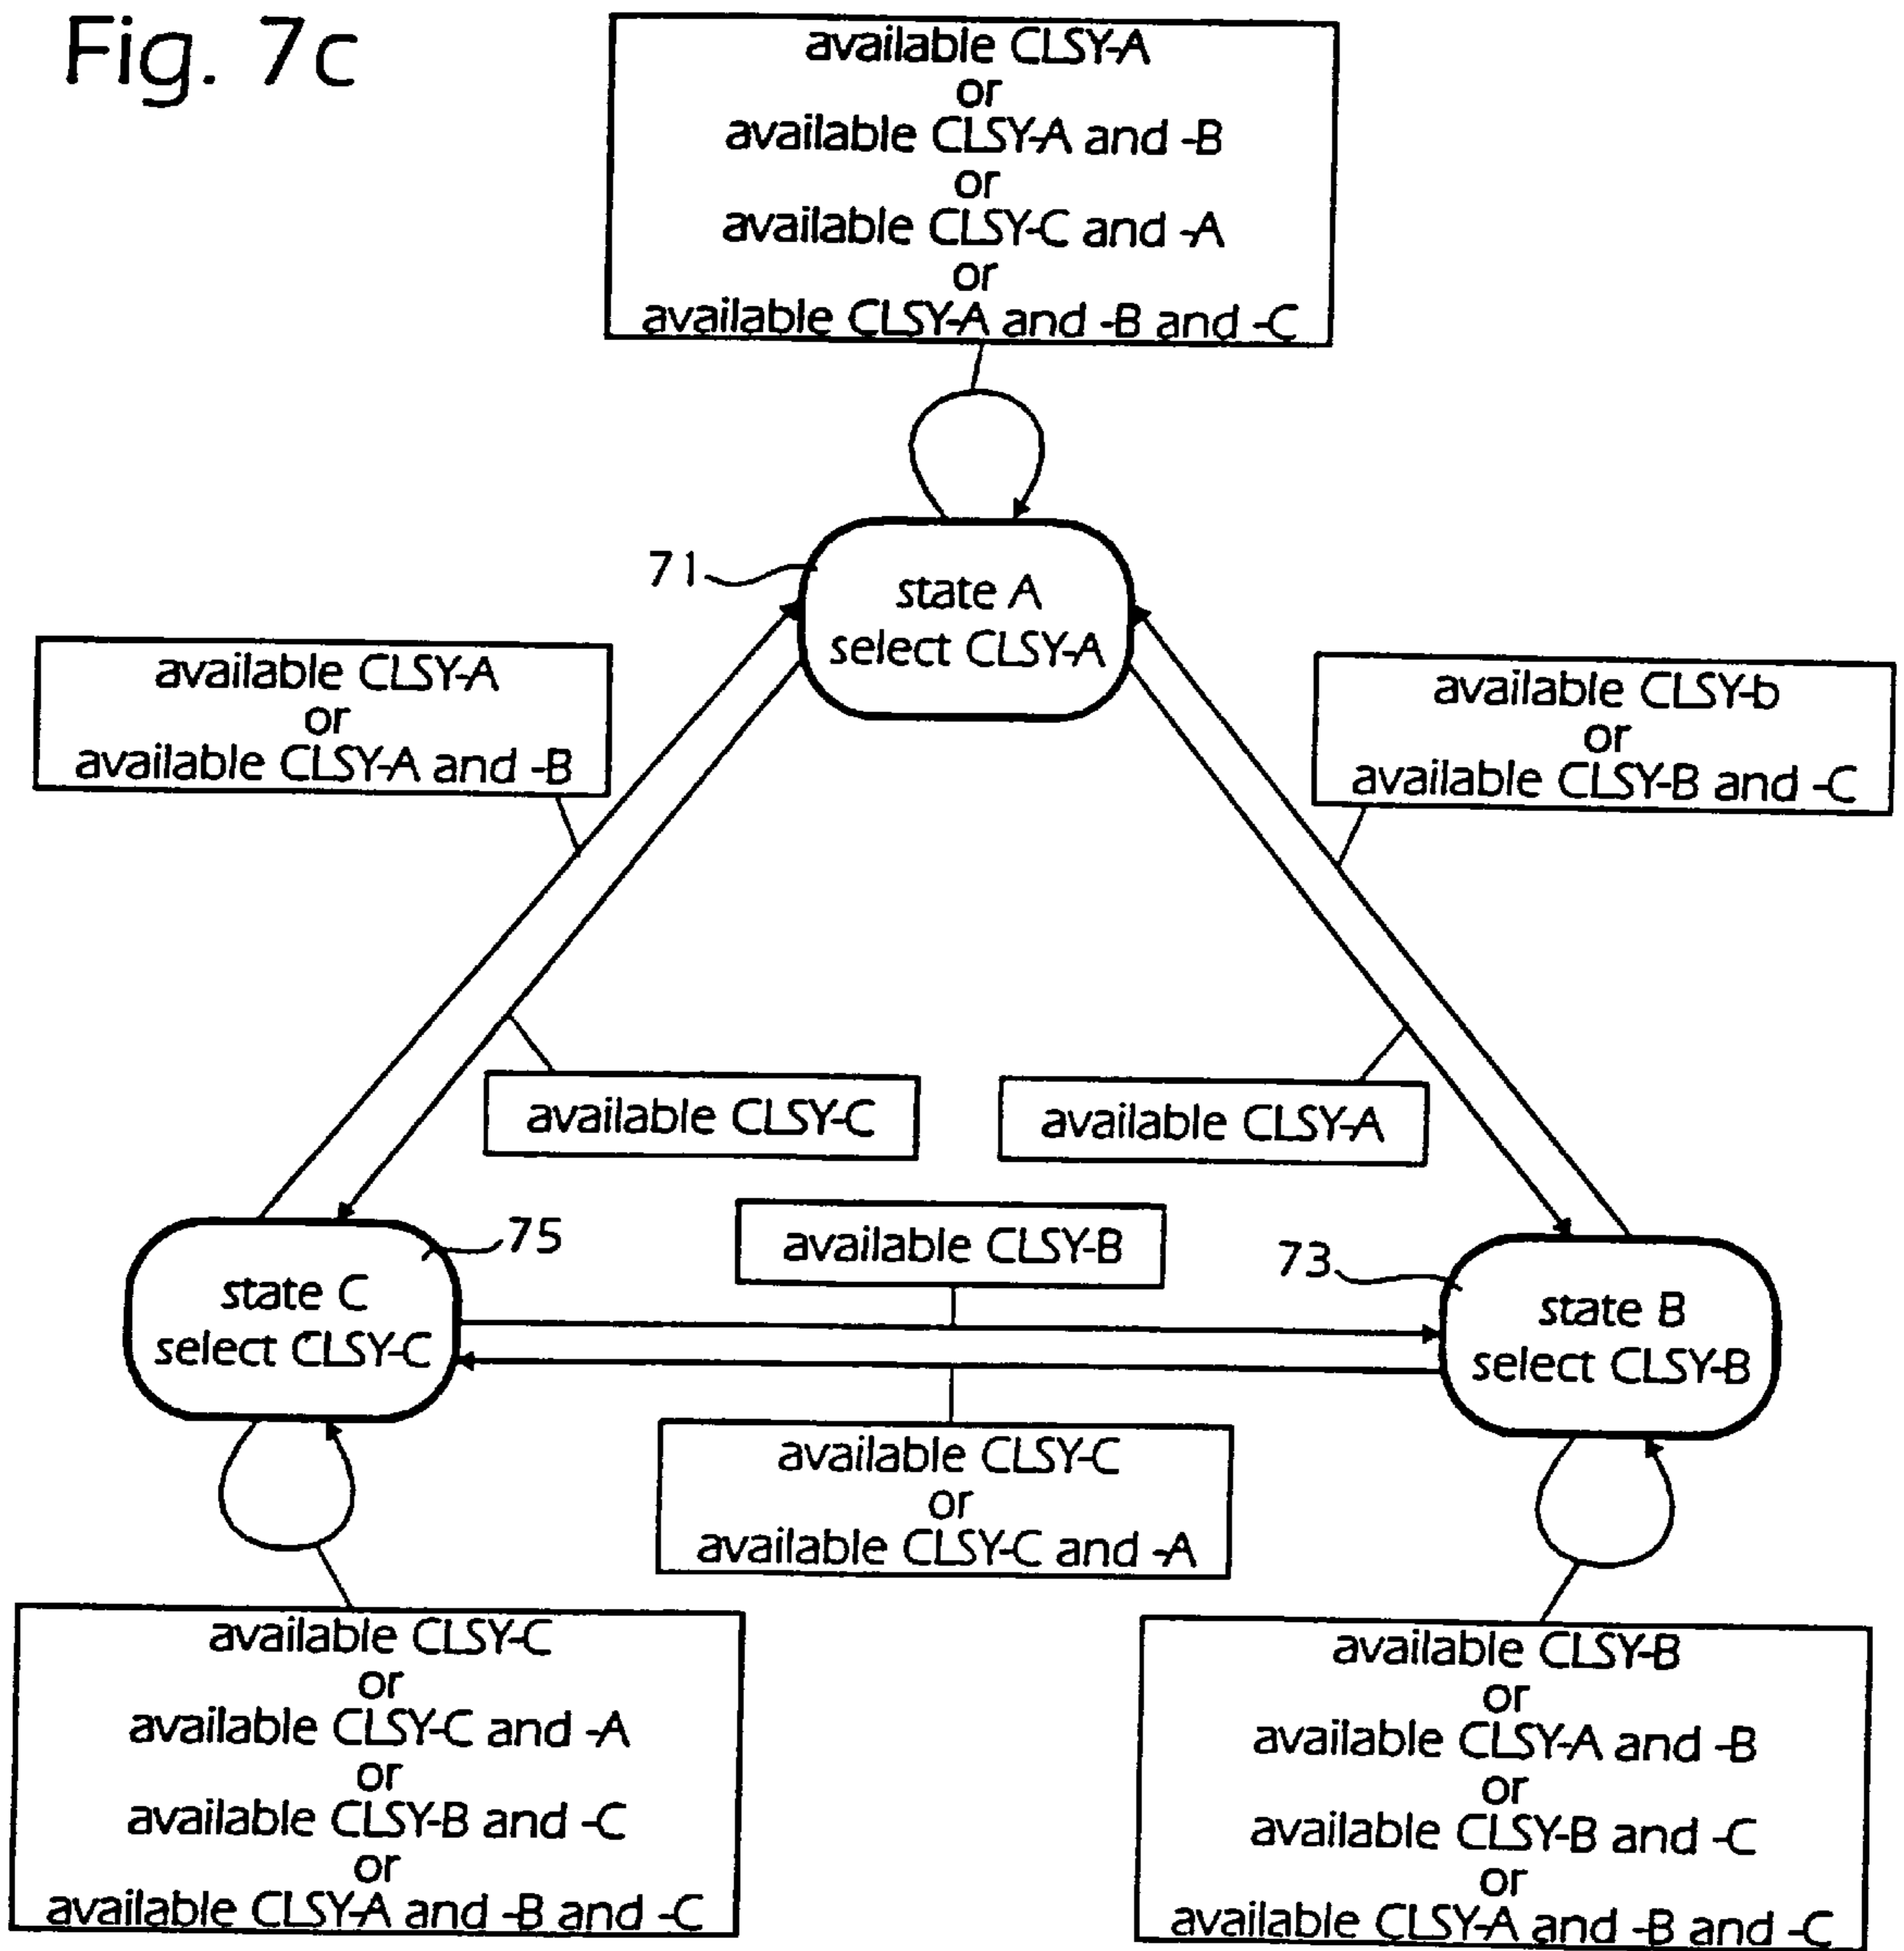 Fig. 7c
available CLSY-A
or
available CLSY-A and -B
or
available CLSY-C and -A
or
available CLSY-A and -B and -C
71
state A
select CLSY-A
available CLSY-A
or
available CLSY-A and -B
available CLSY-b
or
available CLSY-B and -C
available CLSY-C
available CLSY-A
75
state C
select CLSY-C
available CLSY-B
73
state B
select CLSY-B
available CLSY-C
or
available CLSY-C and -A
available CLSY-C
or
available CLSY-C and -A
or
available CLSY-B and -C
or
available CLSY-A and -B and -C
available CLSY-B
or
available CLSY-A and -B
or
available CLSY-B and -C
or
available CLSY-A and -B and -C